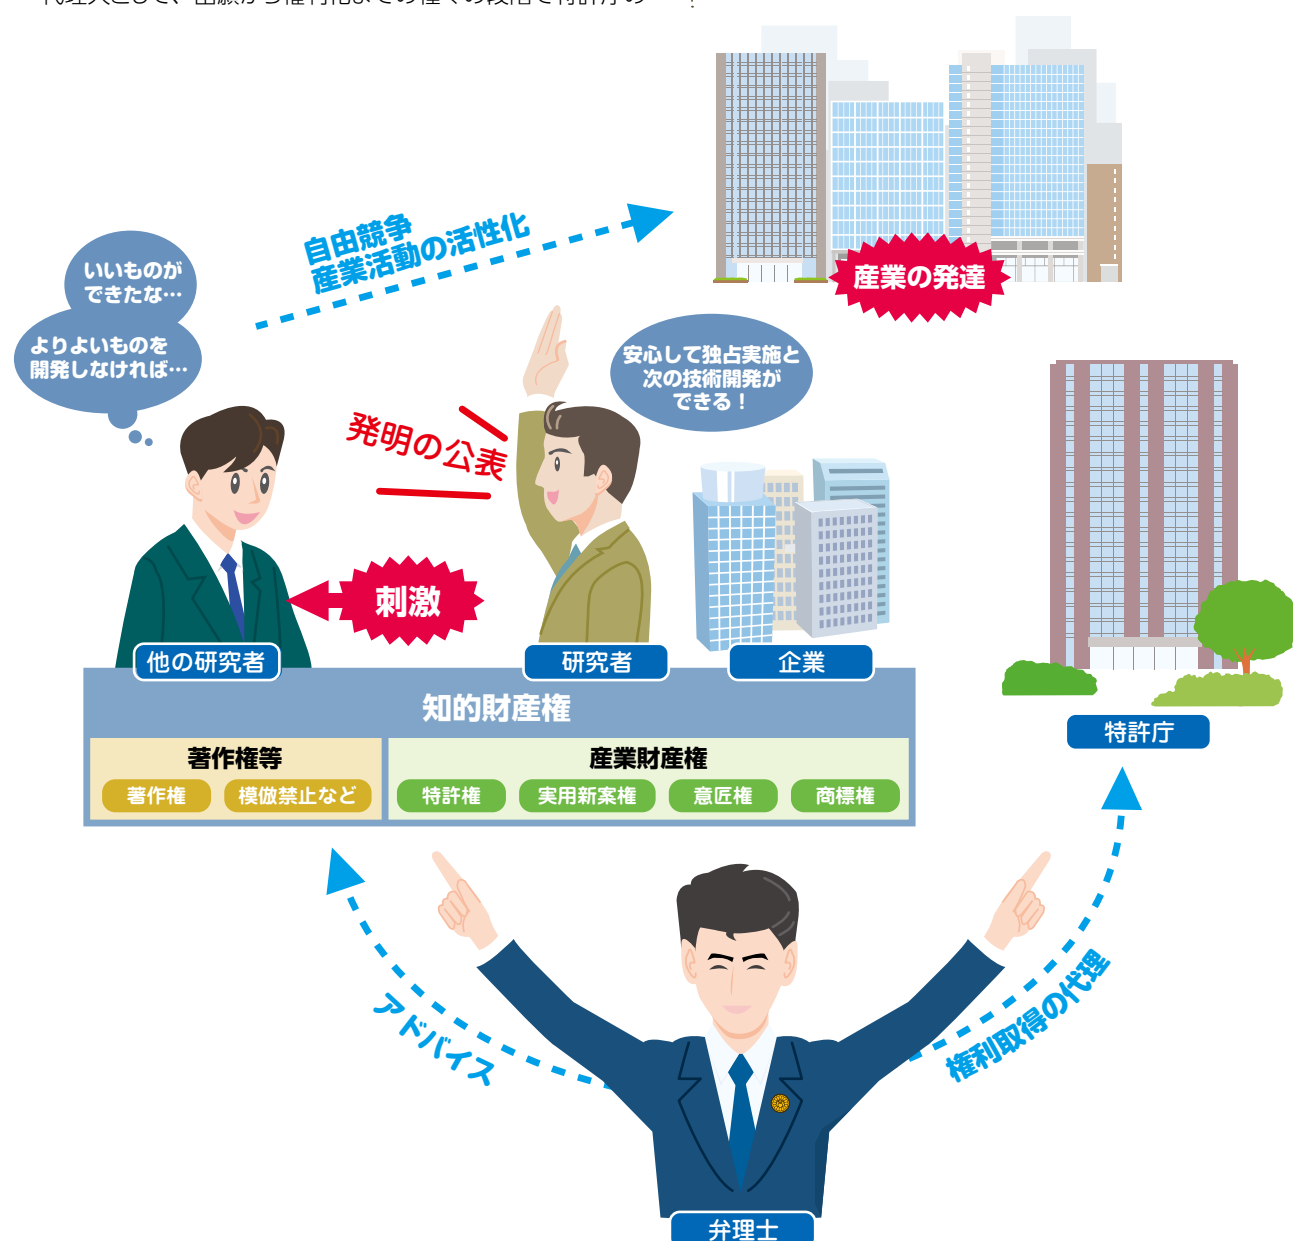 自由競争
産業活動の活性化
産業の発達
いいものが
できたな…
よりよいものを
開発しなければ…
安心して独占実施と
次の技術開発が
できる！
発明の公表
刺激
他の研究者
研究者
企業
知的財産権
著作権等
産業財産権
著作権
模倣禁止など
特許権
実用新案権
意匠権
商標権
特許庁
アドバイス
権利取得の代理
弁理士